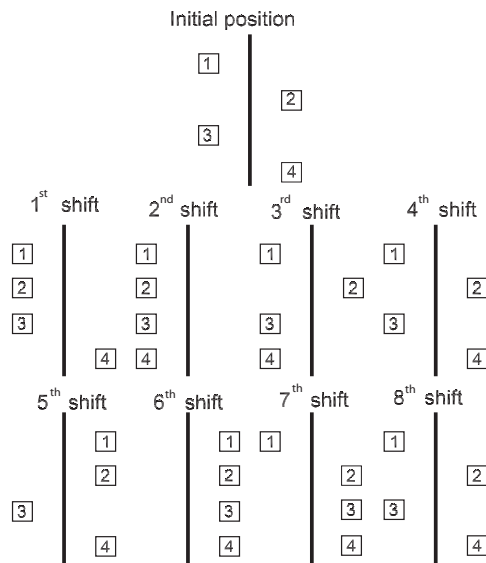 Initial position
1
2
3
4
1st shift 2nd shift 3rd shift 4th shift
1 1 1 1
2 2 2 2
3 3 3 3
4 4 4 4
5th shift 6th shift 7th shift 8th shift
1 1 1 1
2 2 2 2
3 3 3 3
4 4 4 4